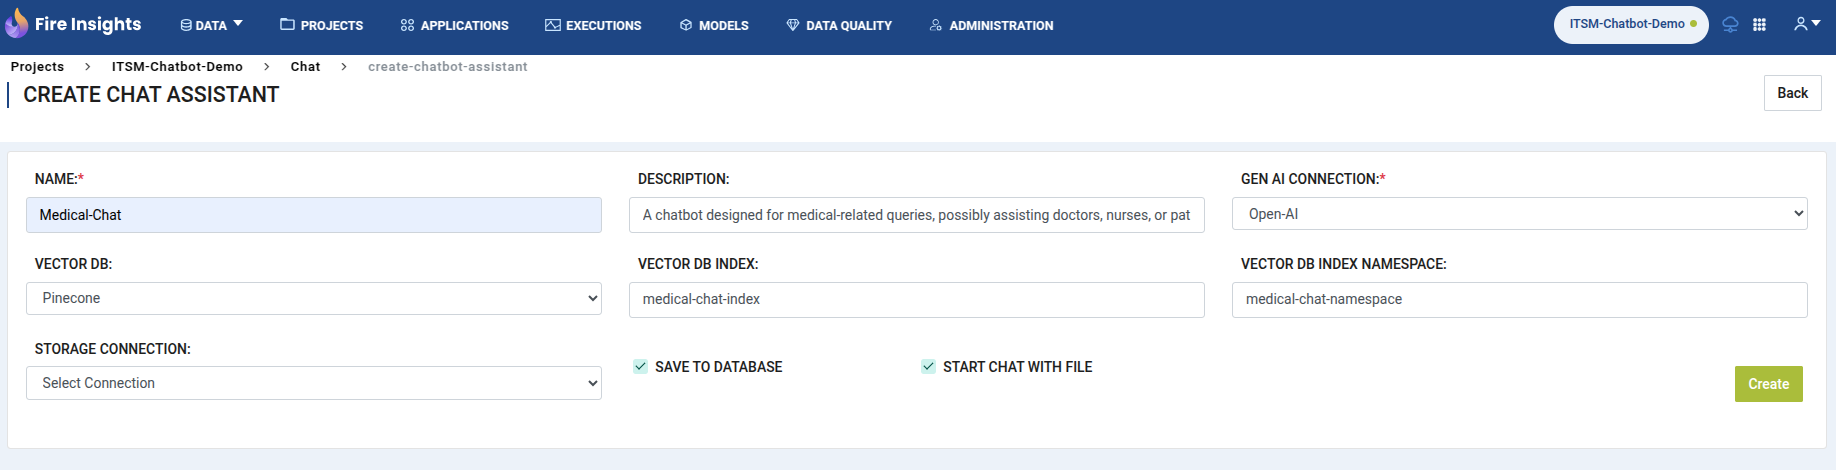 Fire Insights DATA PROJECTS APPLICATIONS EXECUTIONS MODELS DATA QUALITY ADMINISTRATION ITSM-Chatbot-Demo
Projects > ITSM-Chatbot-Demo > Chat > create-chatbot-assistant
CREATE CHAT ASSISTANT
Back
NAME:* DESCRIPTION: GEN AI CONNECTION:*
Medical-Chat A chatbot designed for medical-related queries, possibly assisting doctors, nurses, or pat Open-AI
VECTOR DB: VECTOR DB INDEX: VECTOR DB INDEX NAMESPACE:
Pinecone medical-chat-index medical-chat-namespace
STORAGE CONNECTION:
Select Connection SAVE TO DATABASE START CHAT WITH FILE
Create